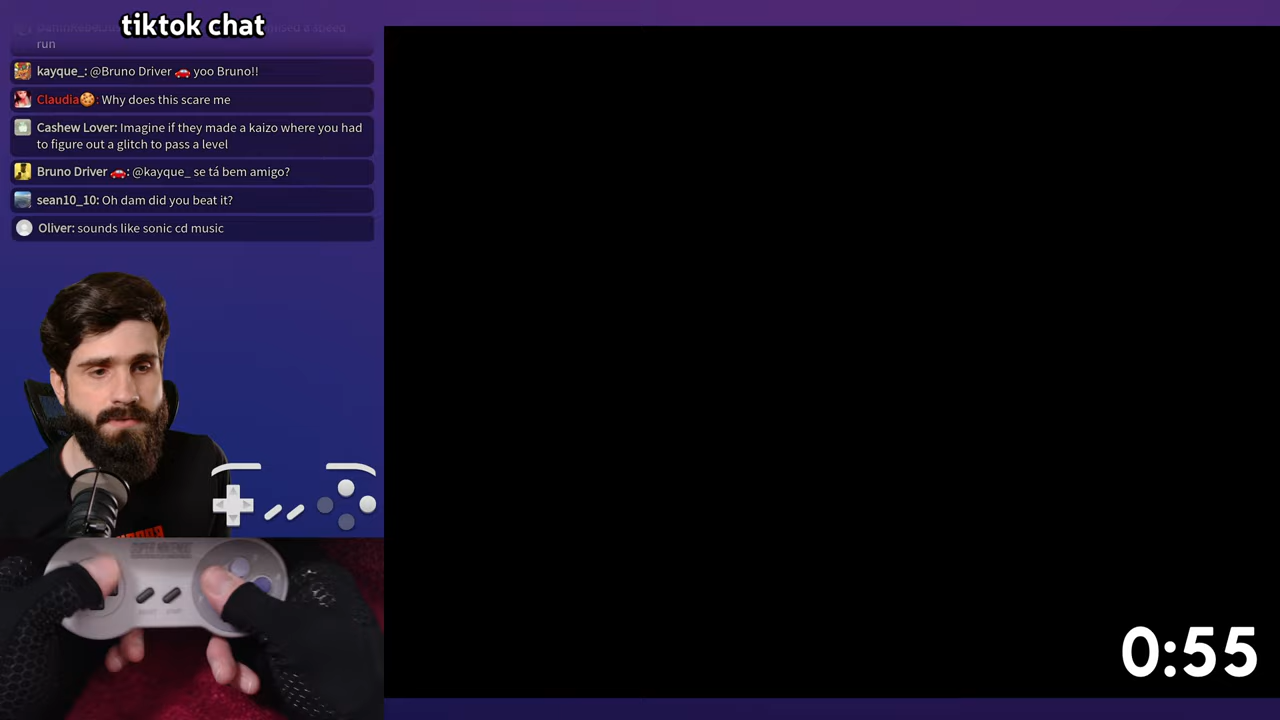 tiktok chat
run
kayque_: @Bruno Driver 🚗 yoo Bruno!!
Claudia🍪: Why does this scare me
Cashew Lover: Imagine if they made a kaizo where you had
to figure out a glitch to pass a level
Bruno Driver 🚗: @kayque_ se tá bem amigo?
sean10_10: Oh dam did you beat it?
Oliver: sounds like sonic cd music
0:55